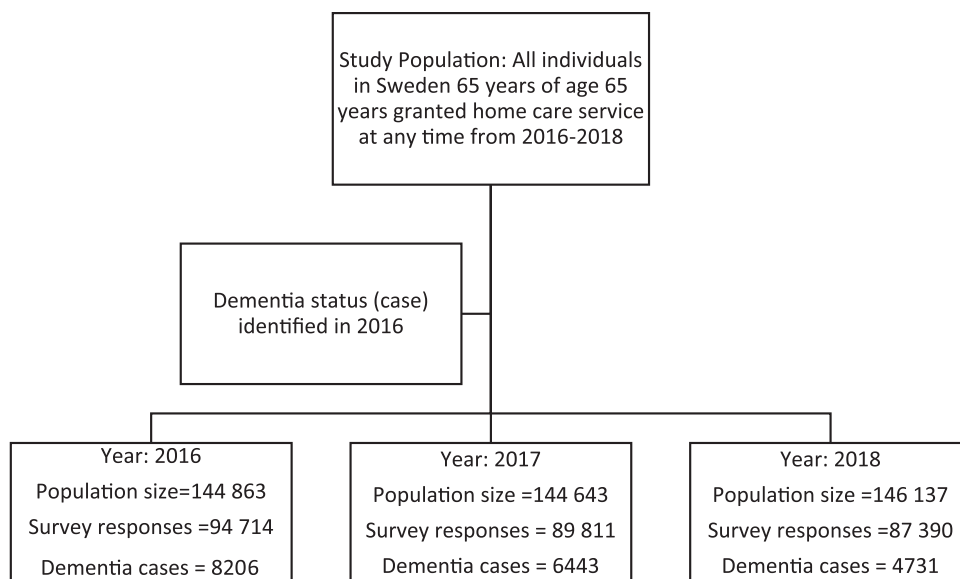 Study Population: All individuals
in Sweden 65 years of age 65
years granted home care service
at any time from 2016-2018
Dementia status (case)
identified in 2016
Year: 2016
Population size=144 863
Survey responses =94 714
Dementia cases = 8206
Year: 2017
Population size =144 643
Survey responses = 89 811
Dementia cases = 6443
Year: 2018
Population size =146 137
Survey responses =87 390
Dementia cases = 4731